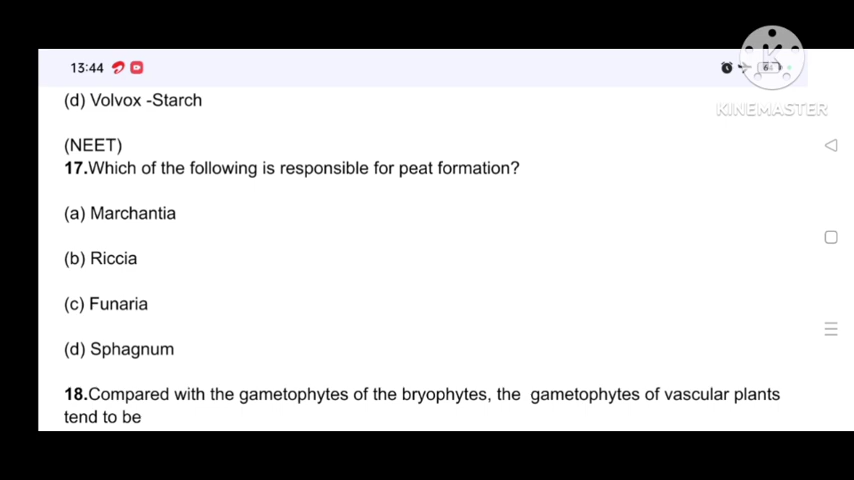 13:44
KINEMASTER
(d) Volvox -Starch
(NEET)
17.Which of the following is responsible for peat formation?
(a) Marchantia
(b) Riccia
(c) Funaria
(d) Sphagnum
18.Compared with the gametophytes of the bryophytes, the gametophytes of vascular plants
tend to be